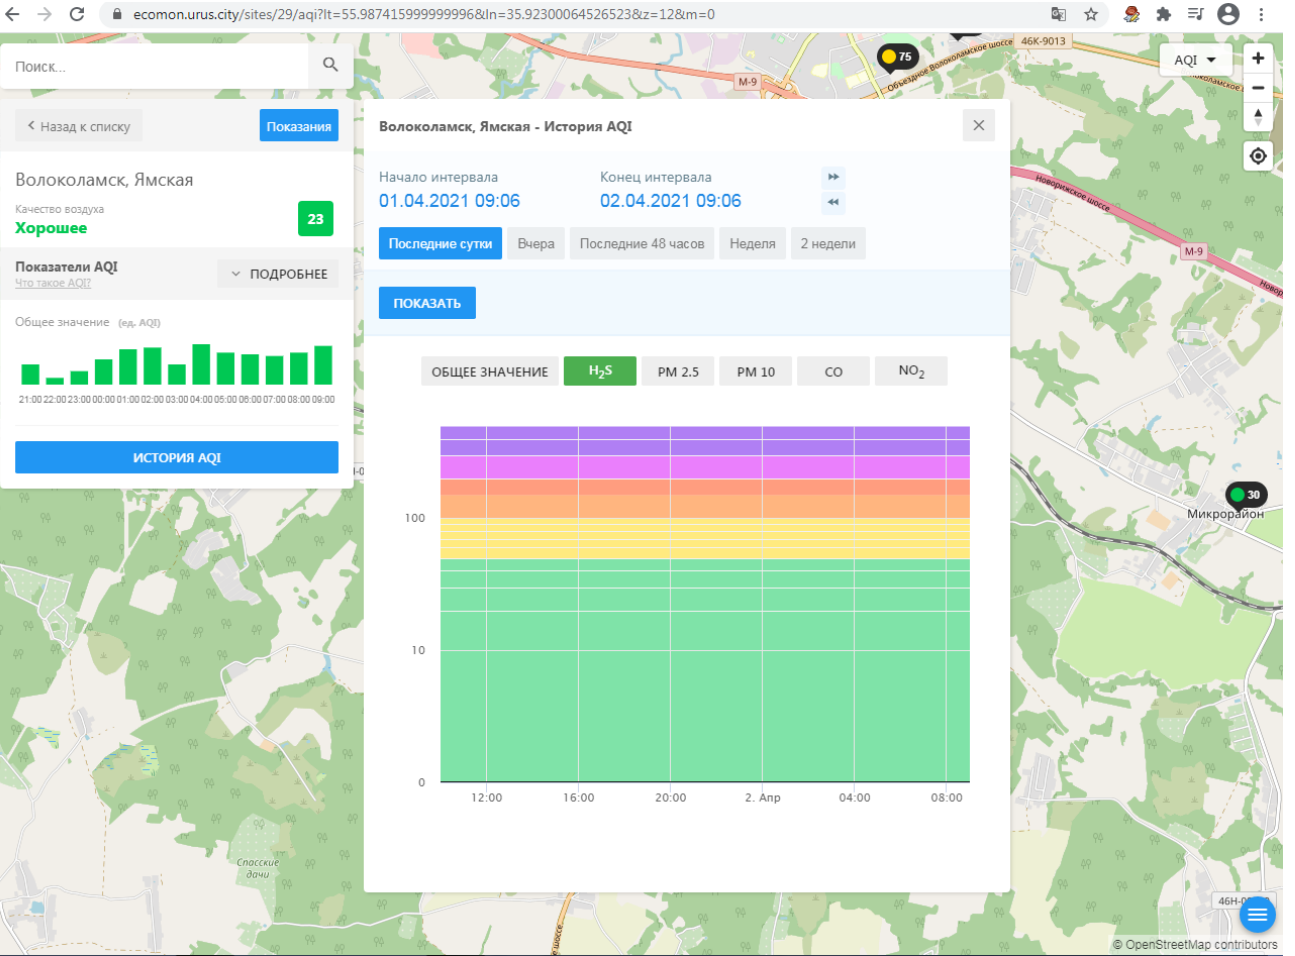 ecomon.urus.city/sites/29/aqi?lt=55.987415999999996&ln=35.92300064526523&z=12&m=0
46K-9013
Объездное Волоколамское шоссе
75
Поиск...
M-9
AQI
Назад к списку
Показания
Волоколамск, Ямская - История AQI
Начало интервала
Конец интервала
Волоколамск, Ямская
01.04.2021 09:06
02.04.2021 09:06
Новорижское шоссе
Качество воздуха
Хорошее
23
Последние сутки
Вчера
Последние 48 часов
Неделя
2 недели
M-9
Показатели AQI
Что такое AQI?
ПОДРОБНЕЕ
ПОКАЗАТЬ
Общее значение (ед. AQI)
ОБЩЕЕ ЗНАЧЕНИЕ
H2S
PM 2.5
PM 10
CO
NO2
21:00 22:00 23:00 00:00 01:00 02:00 03:00 04:00 05:00 06:00 07:00 08:00 09:00
ИСТОРИЯ AQI
30
Микрорайон
100
10
0
12:00
16:00
20:00
2. Апр
04:00
08:00
Спасские
дачи
© OpenStreetMap contributors